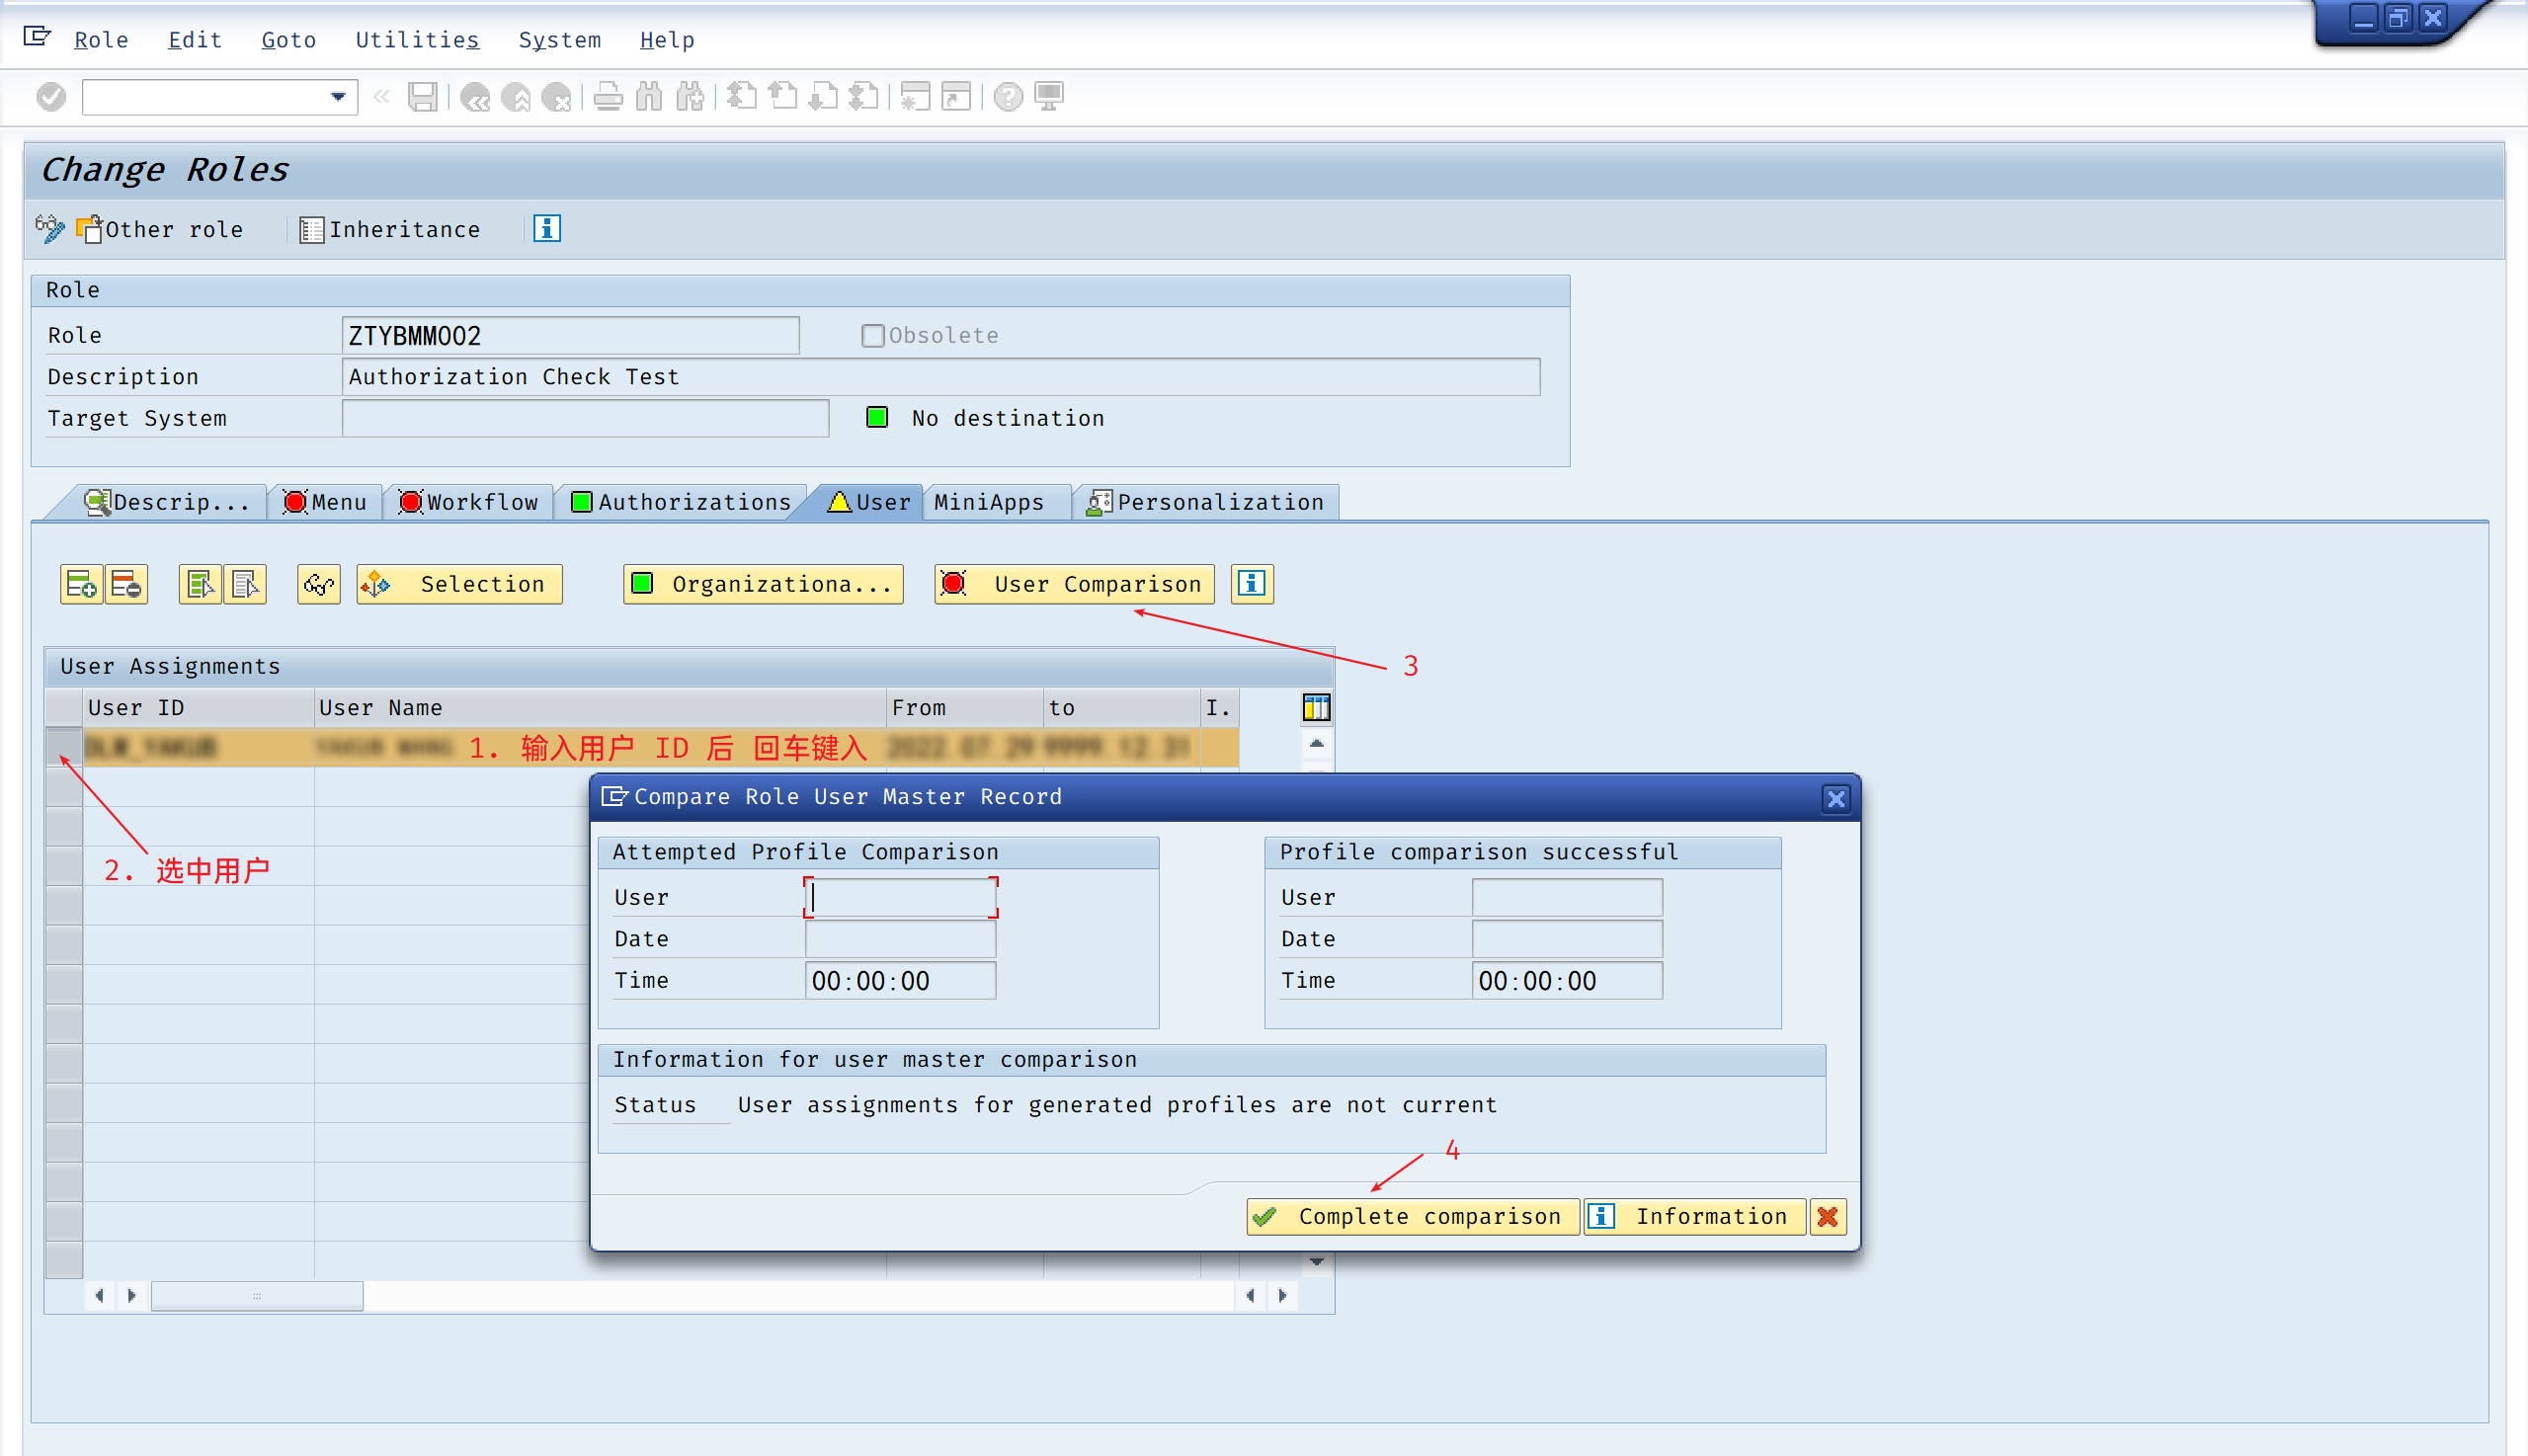 Role Edit Goto Utilities System Help
Change Roles
Other role Inheritance
Role
Role ZTYBMM002 Obsolete
Description Authorization Check Test
Target System No destination
Descrip... Menu Workflow Authorizations User MiniApps Personalization
Selection Organizationa... User Comparison
3
User Assignments
User ID User Name From to I.
1. 输入用户 ID 后 回车键入
2. 选中用户
Compare Role User Master Record
Attempted Profile Comparison Profile comparison successful
User User
Date Date
Time 00:00:00 Time 00:00:00
Information for user master comparison
Status User assignments for generated profiles are not current
4
Complete comparison Information